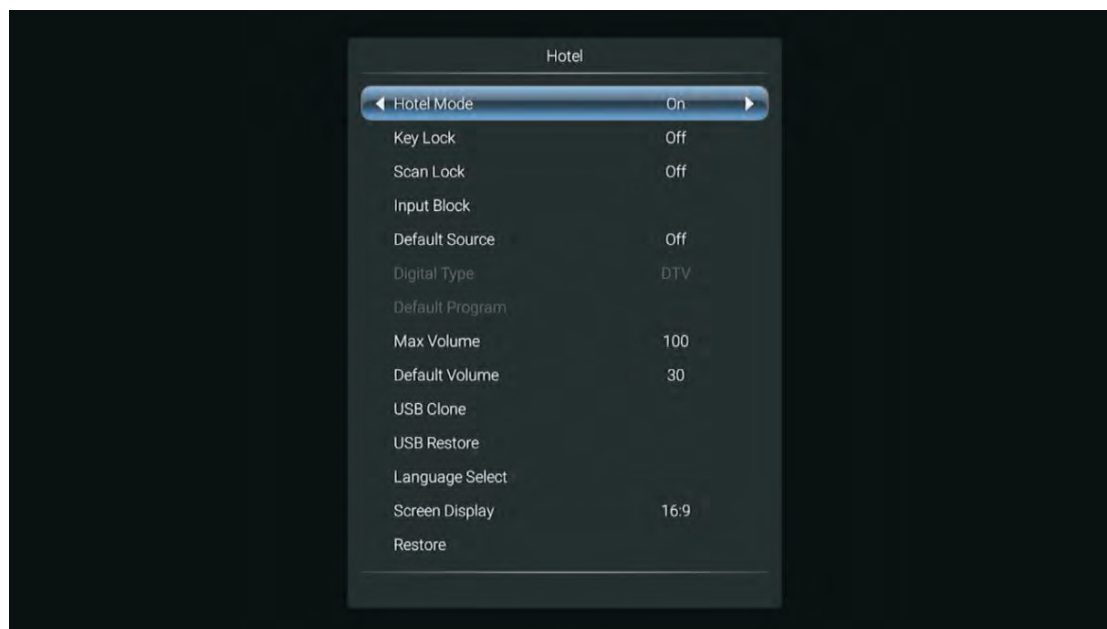 Hotel
Hotel Mode On
Key Lock Off
Scan Lock Off
Input Block
Default Source Off
Digital Type DTV
Default Program
Max Volume 100
Default Volume 30
USB Clone
USB Restore
Language Select
Screen Display 16:9
Restore